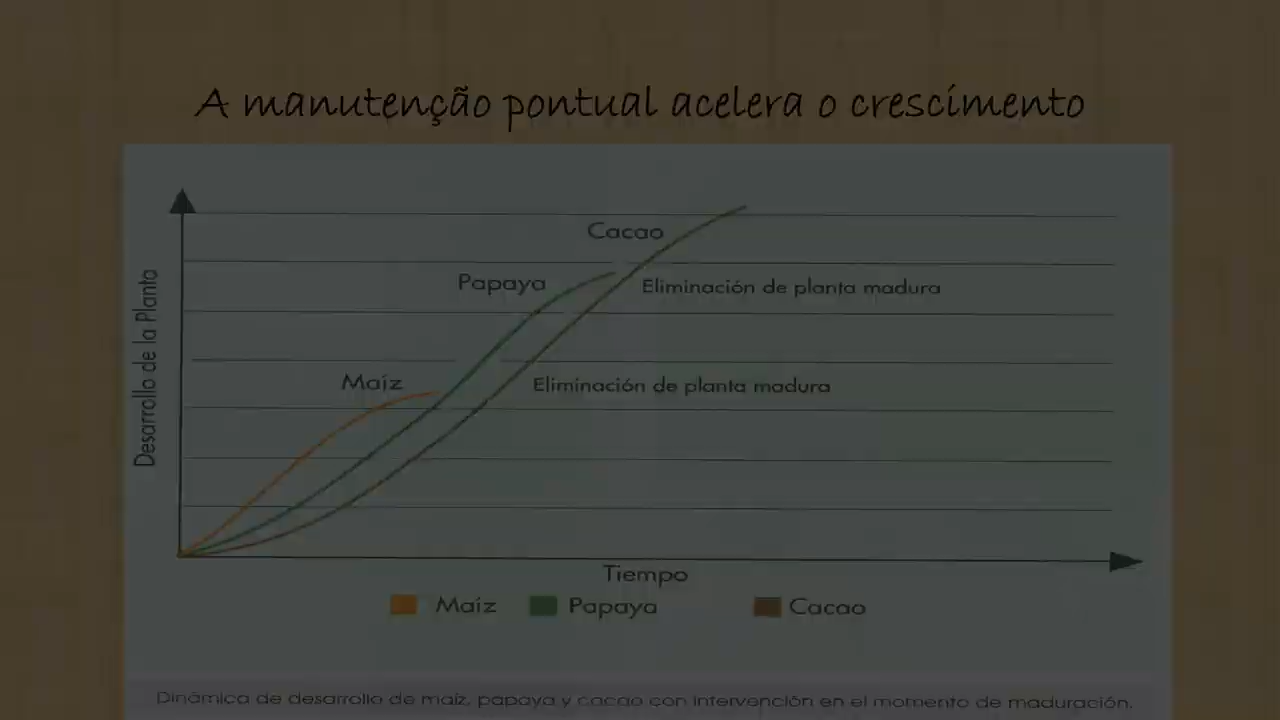 A manutenção pontual acelera o crescimento
Cacao
Papaya
Eliminación de planta madura
Maíz
Eliminación de planta madura
Desarrollo de la Planta
Tiempo
Maíz Papaya Cacao
Dinámica de desarrollo de maíz, papaya y cacao con intervención en el momento de maduración.